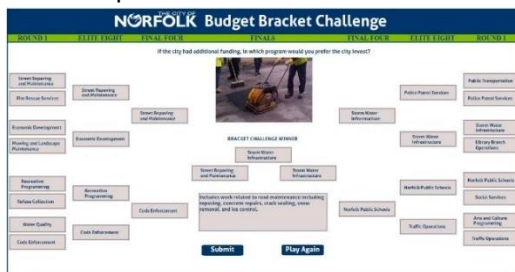 THE CITY OF
NORFOLK Budget Bracket Challenge
ROUND 1 ELITE EIGHT FINAL FOUR FINALS FINAL FOUR ELITE EIGHT ROUND 1
If the city had additional funding, in which program would you prefer the city invest?
Street Repaving
and Maintenance
Fire-Rescue Services
Economic Development
Mowing and Landscape
Maintenance
Recreation
Programming
Refuse Collection
Water Quality
Code Enforcement
Street Repaving
and Maintenance
Economic Development
Recreation
Programming
Code Enforcement
Street Repaving
and Maintenance
Code Enforcement
BRACKET CHALLENGE WINNER
Storm Water
Infrastructure
Street Repaving
and Maintenance
Storm Water
Infrastructure
Includes work related to road maintenance including
repaving, concrete repairs, crack sealing, snow
removal, and ice control.
Submit
Play Again
Storm Water
Infrastructure
Norfolk Public Schools
Police Patrol Services
Storm Water
Infrastructure
Norfolk Public Schools
Traffic Operations
Public Transportation
Police Patrol Services
Storm Water
Infrastructure
Library Branch
Operations
Norfolk Public Schools
Social Services
Arts and Culture
Programming
Traffic Operations